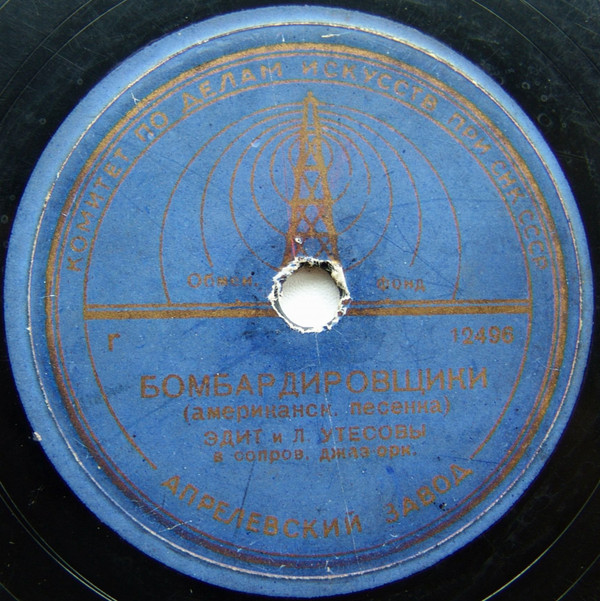 КОМИТЕТ ПО ДЕЛАМ ИСКУССТВ ПРИ СНК СССР
фонд
Г 12496
БОМБАРДИРОВЩИКИ
(американск. песенка)
ЭДИТ и Л. УТЕСОВЫ
в сопров. джаз-орк.
АПРЕЛЕВСКИЙ ЗАВОД